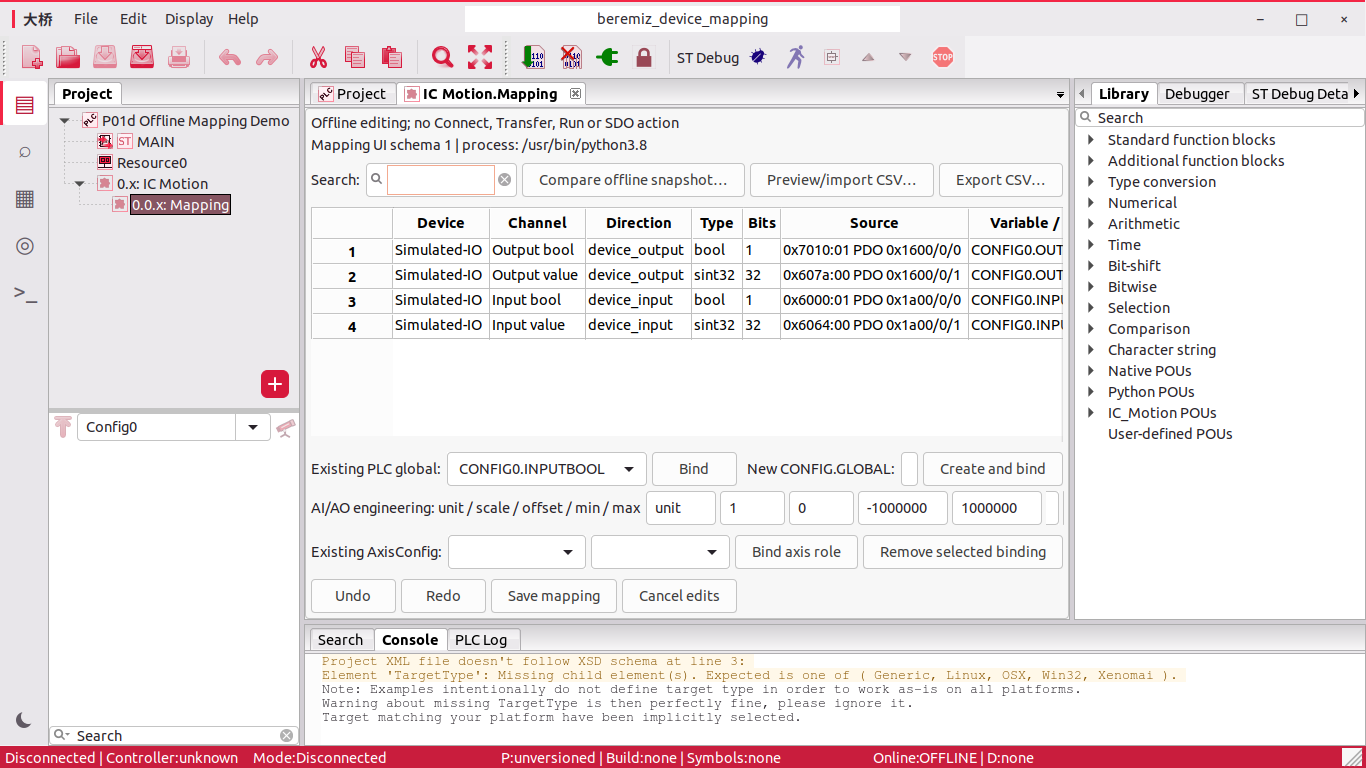 大桥 File Edit Display Help beremiz_device_mapping
ST Debug STOP
Project
P01d Offline Mapping Demo
ST MAIN
Resource0
0.x: IC Motion
0.0.x: Mapping
Config0
Search
Project IC Motion.Mapping
Offline editing; no Connect, Transfer, Run or SDO action
Mapping UI schema 1 | process: /usr/bin/python3.8
Search: Compare offline snapshot... Preview/import CSV... Export CSV...
Device Channel Direction Type Bits Source Variable /
1 Simulated-IO Output bool device_output bool 1 0x7010:01 PDO 0x1600/0/0 CONFIG0.OUT
2 Simulated-IO Output value device_output sint32 32 0x607a:00 PDO 0x1600/0/1 CONFIG0.OUT
3 Simulated-IO Input bool device_input bool 1 0x6000:01 PDO 0x1a00/0/0 CONFIG0.INPU
4 Simulated-IO Input value device_input sint32 32 0x6064:00 PDO 0x1a00/0/1 CONFIG0.INPU
Existing PLC global: CONFIG0.INPUTBOOL Bind New CONFIG.GLOBAL: Create and bind
AI/AO engineering: unit / scale / offset / min / max unit 1 0 -1000000 1000000
Existing AxisConfig: Bind axis role Remove selected binding
Undo Redo Save mapping Cancel edits
Library Debugger ST Debug Deta
Search
Standard function blocks
Additional function blocks
Type conversion
Numerical
Arithmetic
Time
Bit-shift
Bitwise
Selection
Comparison
Character string
Native POUs
Python POUs
IC_Motion POUs
User-defined POUs
Search Console PLC Log
Project XML file doesn't follow XSD schema at line 3:
Element 'TargetType': Missing child element(s). Expected is one of ( Generic, Linux, OSX, Win32, Xenomai ).
Note: Examples intentionally do not define target type in order to work as-is on all platforms.
Warning about missing TargetType is then perfectly fine, please ignore it.
Target matching your platform have been implicitly selected.
Disconnected | Controller:unknown Mode:Disconnected P:unversioned | Build:none | Symbols:none Online:OFFLINE | D:none